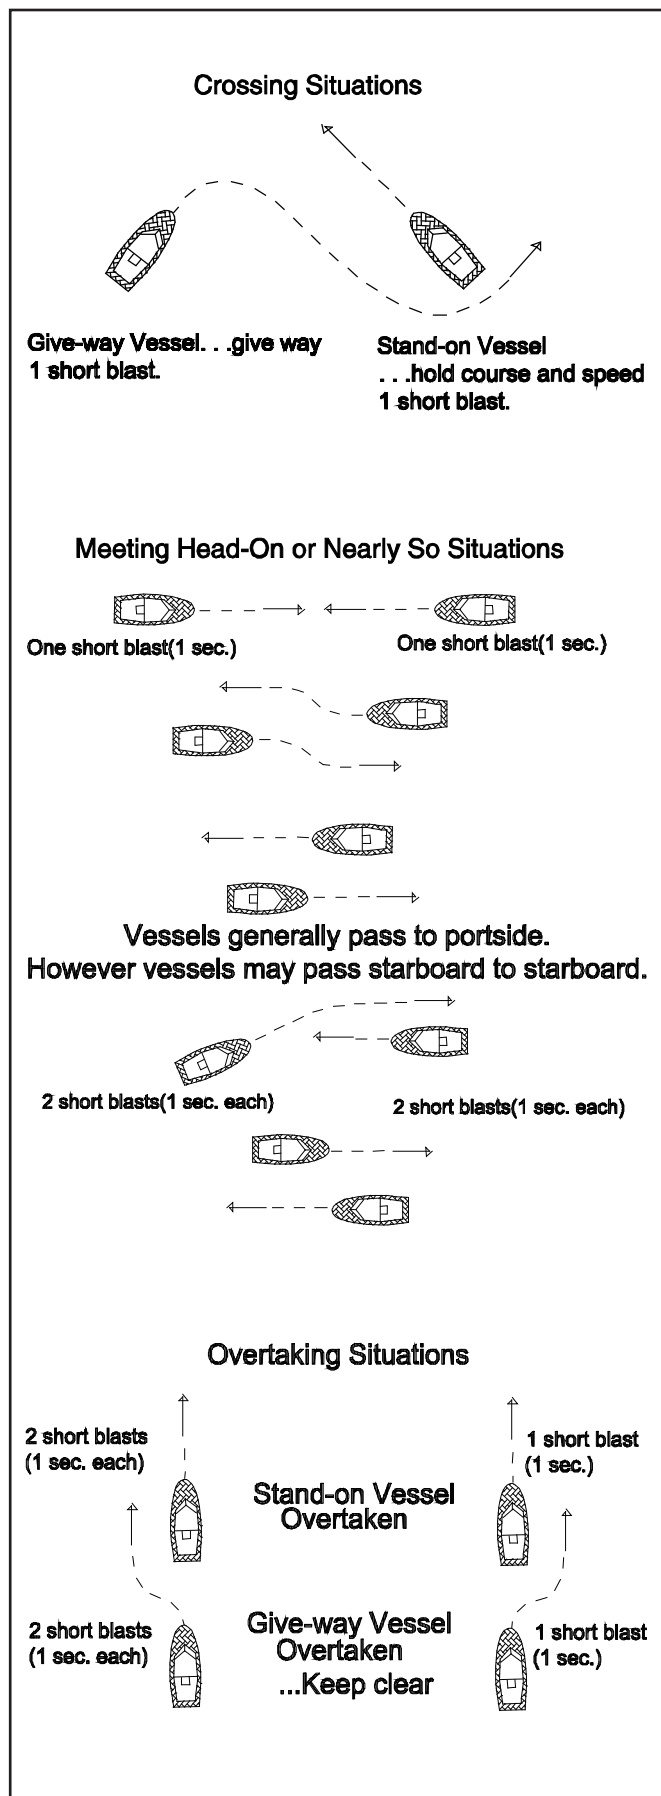 Crossing Situations
Give-way Vessel. . .give way
1 short blast.
Stand-on Vessel
. . .hold course and speed
1 short blast.
Meeting Head-On or Nearly So Situations
One short blast(1 sec.)
One short blast(1 sec.)
Vessels generally pass to portside.
However vessels may pass starboard to starboard.
2 short blasts(1 sec. each)
2 short blasts(1 sec. each)
Overtaking Situations
2 short blasts
(1 sec. each)
1 short blast
(1 sec.)
Stand-on Vessel
Overtaken
2 short blasts
(1 sec. each)
Give-way Vessel
Overtaken
...Keep clear
1 short blast
(1 sec.)